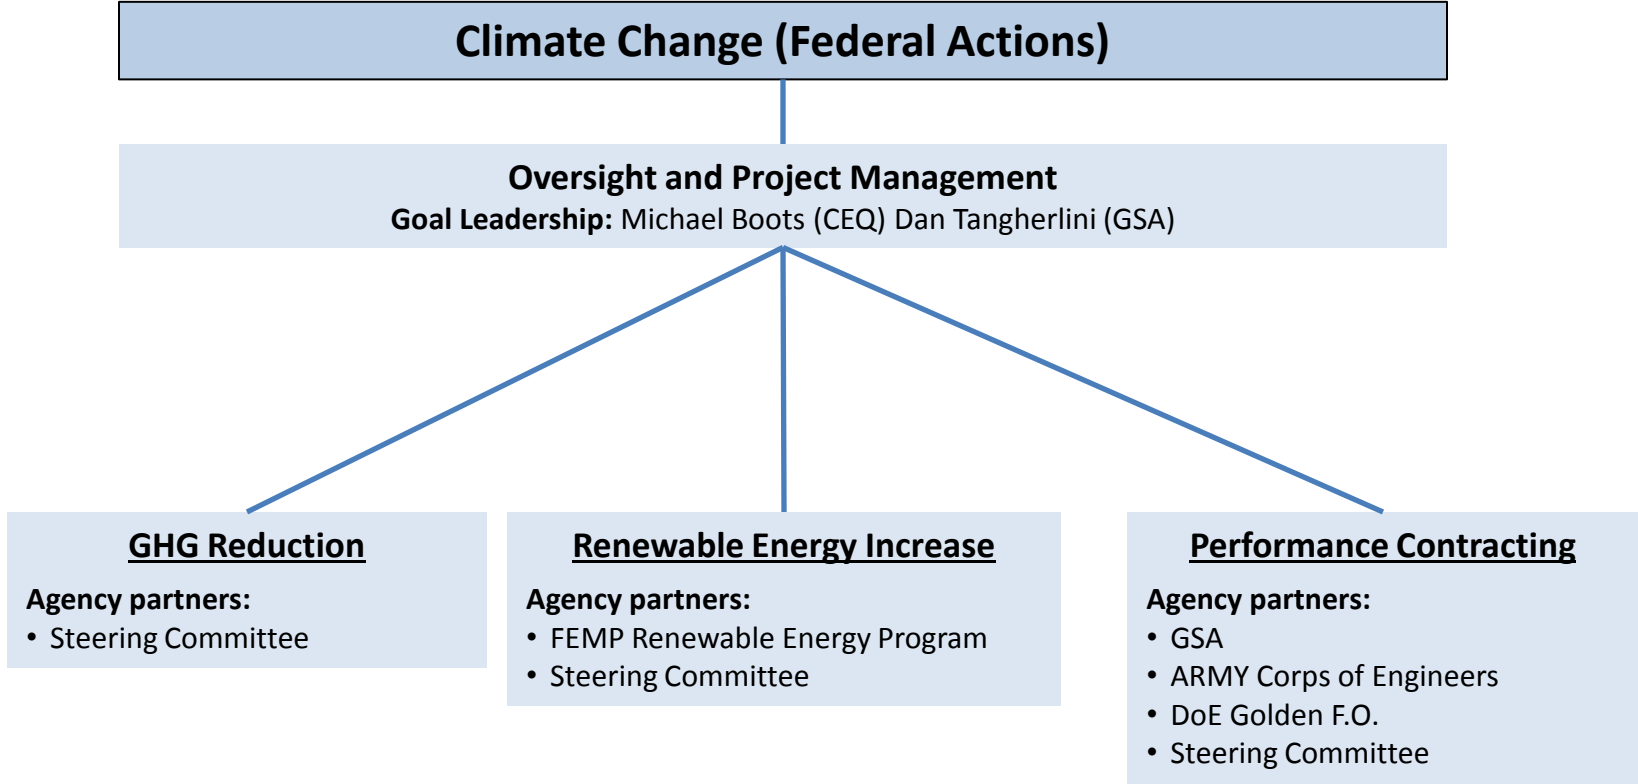 Climate Change (Federal Actions)
Oversight and Project Management
Goal Leadership: Michael Boots (CEQ) Dan Tangherlini (GSA)
GHG Reduction
Agency partners:
• Steering Committee
Renewable Energy Increase
Agency partners:
• FEMP Renewable Energy Program
• Steering Committee
Performance Contracting
Agency partners:
• GSA
• ARMY Corps of Engineers
• DoE Golden F.O.
• Steering Committee